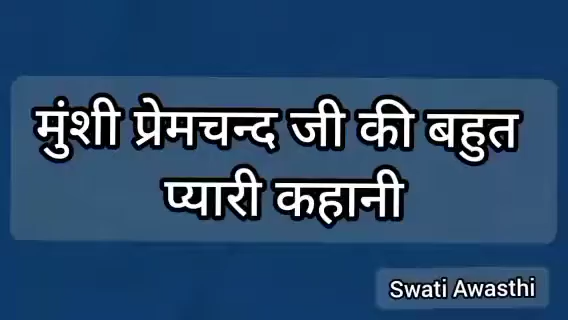 मुंशी प्रेमचन्द जी की बहुत
प्यारी कहानी
Swati Awasthi